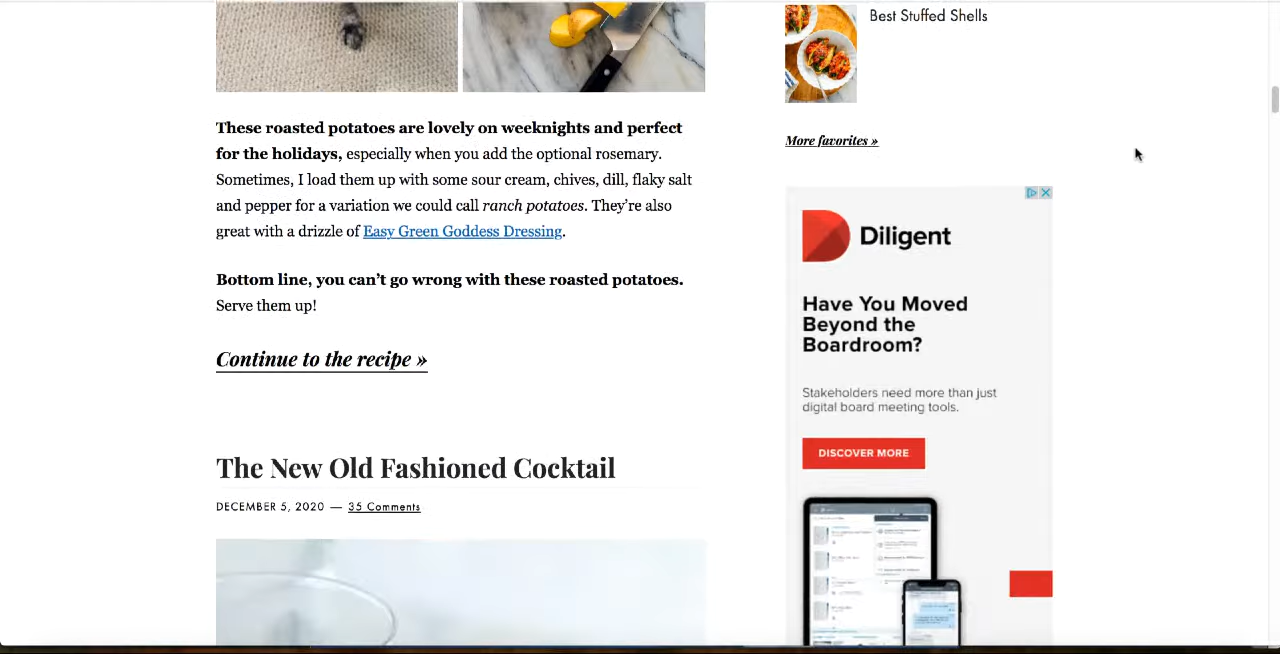 These roasted potatoes are lovely on weeknights and perfect
for the holidays, especially when you add the optional rosemary.
Sometimes, I load them up with some sour cream, chives, dill, flaky salt
and pepper for a variation we could call ranch potatoes. They’re also
great with a drizzle of Easy Green Goddess Dressing.
Bottom line, you can’t go wrong with these roasted potatoes.
Serve them up!
Continue to the recipe »
The New Old Fashioned Cocktail
DECEMBER 5, 2020 — 35 Comments
Best Stuffed Shells
More favorites »
Diligent
Have You Moved
Beyond the
Boardroom?
Stakeholders need more than just
digital board meeting tools.
DISCOVER MORE